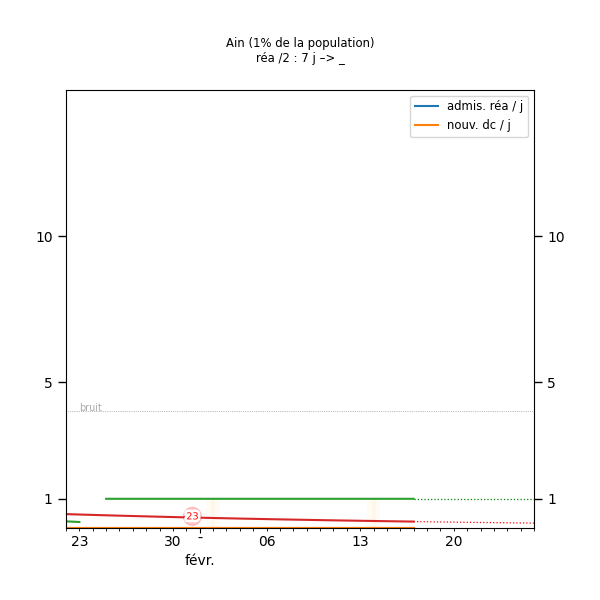 Ain (1% de la population)
réa /2 : 7 j –> _
admis. réa / j
nouv. dc / j
10 10
5 5
bruit
1 1
23
23 30 - 06 13 20
févr.